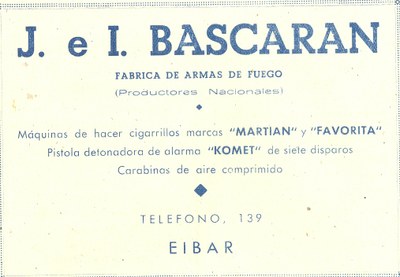 J. e I. BASCARAN
FABRICA DE ARMAS DE FUEGO
(Productores Nacionales)
Máquinas de hacer cigarrillos marcas "MARTIAN" y "FAVORITA"
Pistola detonadora de alarma "KOMET" de siete disparos
Carabinas de aire comprimido
TELEFONO, 139
EIBAR